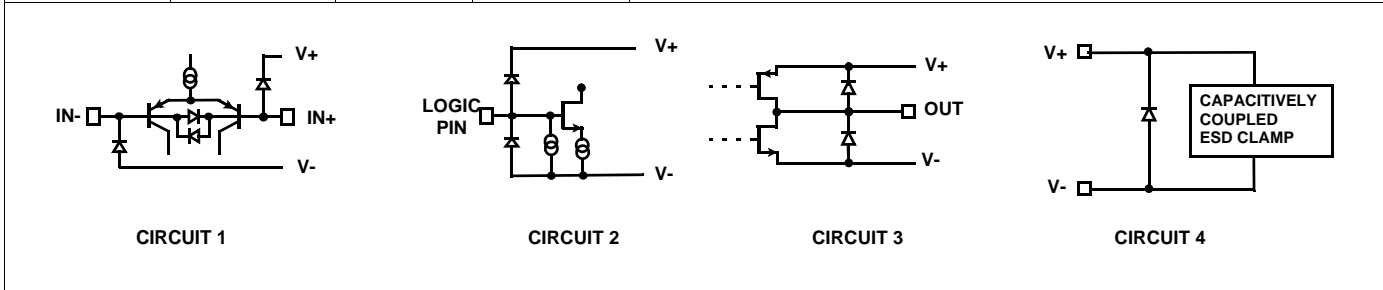 V+
IN-
IN+
V-
CIRCUIT 1
V+
LOGIC
PIN
V-
CIRCUIT 2
V+
OUT
V-
CIRCUIT 3
V+
CAPACITIVELY
COUPLED
ESD CLAMP
V-
CIRCUIT 4